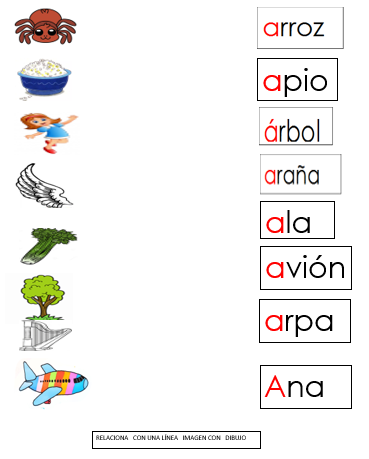 arroz
apio
árbol
araña
ala
avión
arpa
Ana
RELACIONA CON UNA LÍNEA IMAGEN CON DIBUJO